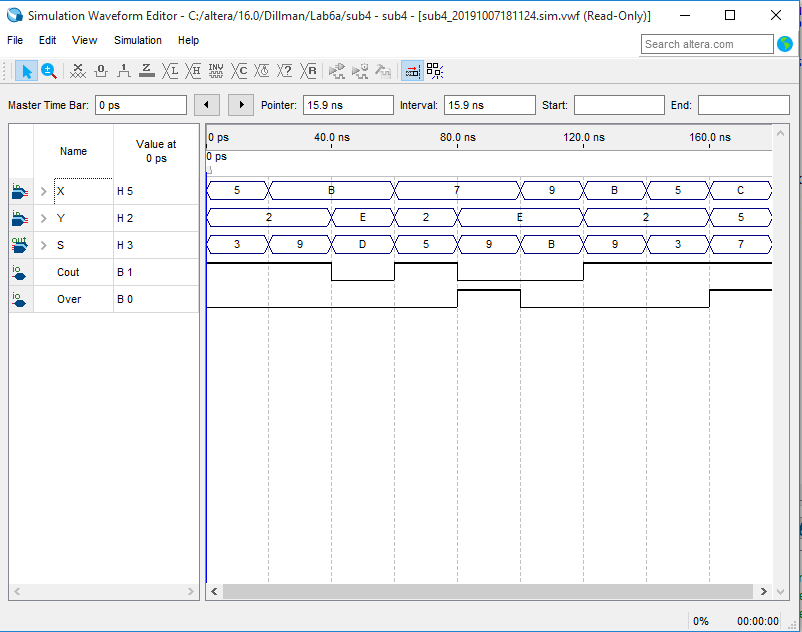 Simulation Waveform Editor - C:/altera/16.0/Dillman/Lab6a/sub4 - sub4 - [sub4_20191007181124.sim.vwf (Read-Only)]
File Edit View Simulation Help
Search altera.com
Master Time Bar: 0 ps Pointer: 15.9 ns Interval: 15.9 ns Start: End:
Name Value at 0 ps
0 ps 40.0 ns 80.0 ns 120.0 ns 160.0 ns
0 ps
X H 5 5 B 7 9 B 5 C
Y H 2 2 E 2 E 2 5
S H 3 3 9 D 5 9 B 9 3 7
Cout B 1
Over B 0
0% 00:00:00